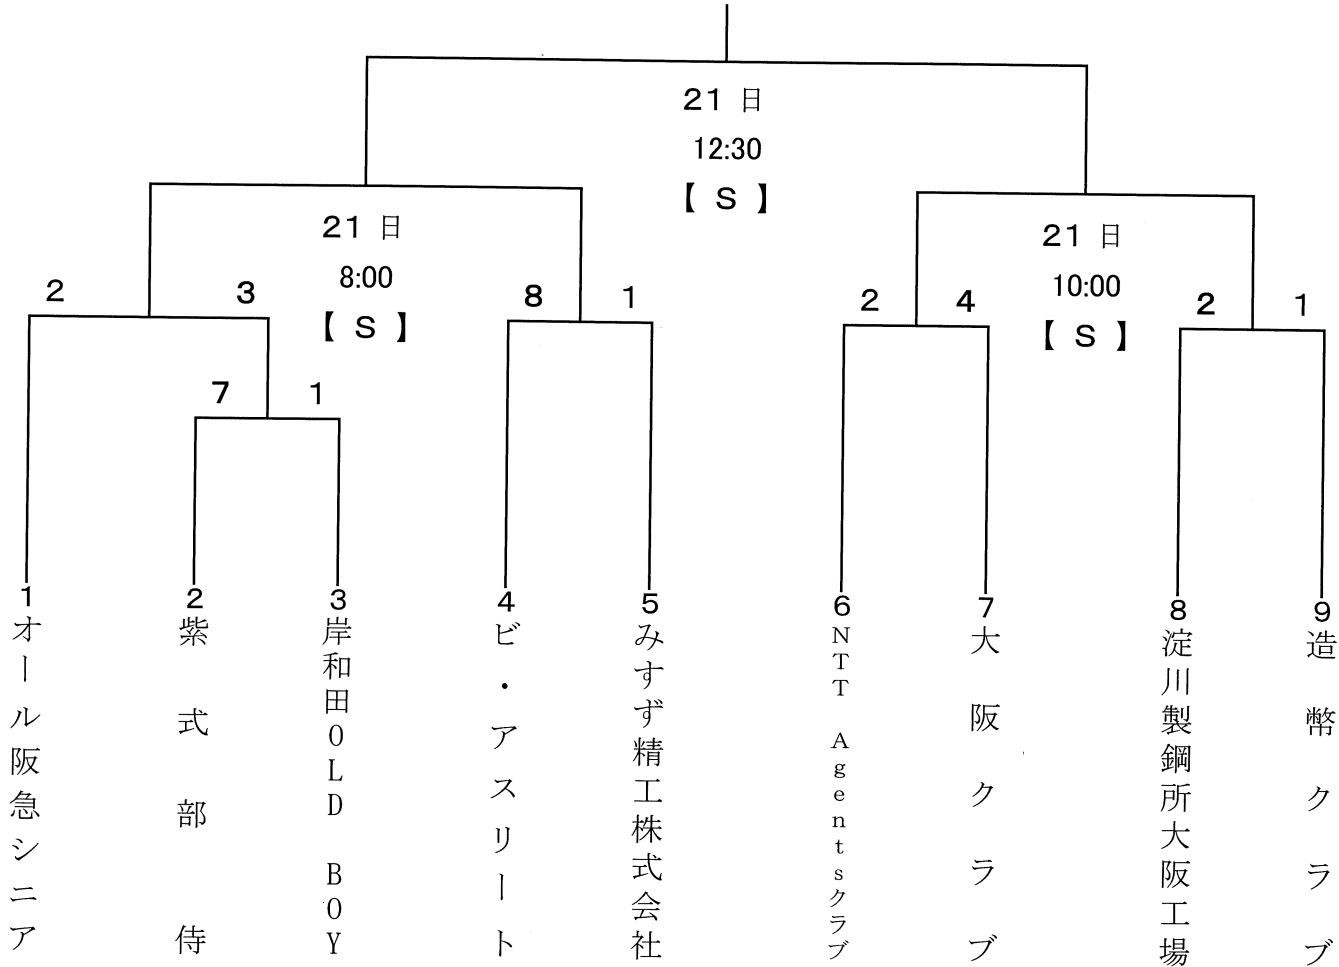 21 日
12:30
【 S 】
21 日
8:00
【 S 】
21 日
10:00
【 S 】
2
3
8
1
2
4
2
1
7
1
1
オール阪急シニア
2
紫式部侍
3
岸和田OLD BOY
4
ビ・アスリート
5
みすず精工株式会社
6
NTT Agentsクラブ
7
大阪クラブ
8
淀川製鋼所大阪工場
9
造幣クラブ